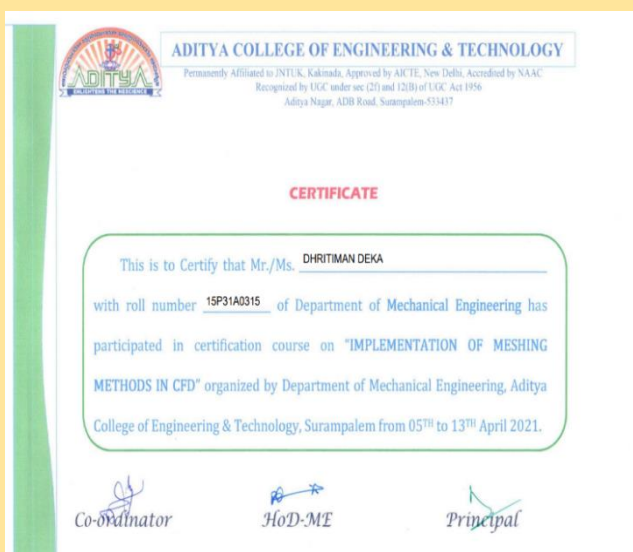 ADITYA COLLEGE OF ENGINEERING & TECHNOLOGY
Permanently Affiliated to JNTUK, Kakinada, Approved by AICTE, New Delhi, Accredited by NAAC
Recognized by UGC under sec (2f) and 12(B) of UGC Act 1956
Aditya Nagar, ADB Road, Surampalem-533437
ADITYA
ENLIGHTENS THE NESCIENCE
CERTIFICATE
This is to Certify that Mr./Ms. DHRITIMAN DEKA
with roll number 15P31A0315 of Department of Mechanical Engineering has
participated in certification course on "IMPLEMENTATION OF MESHING
METHODS IN CFD" organized by Department of Mechanical Engineering, Aditya
College of Engineering & Technology, Surampalem from 05TH to 13TH April 2021.
Co-ordinator HoD-ME Principal